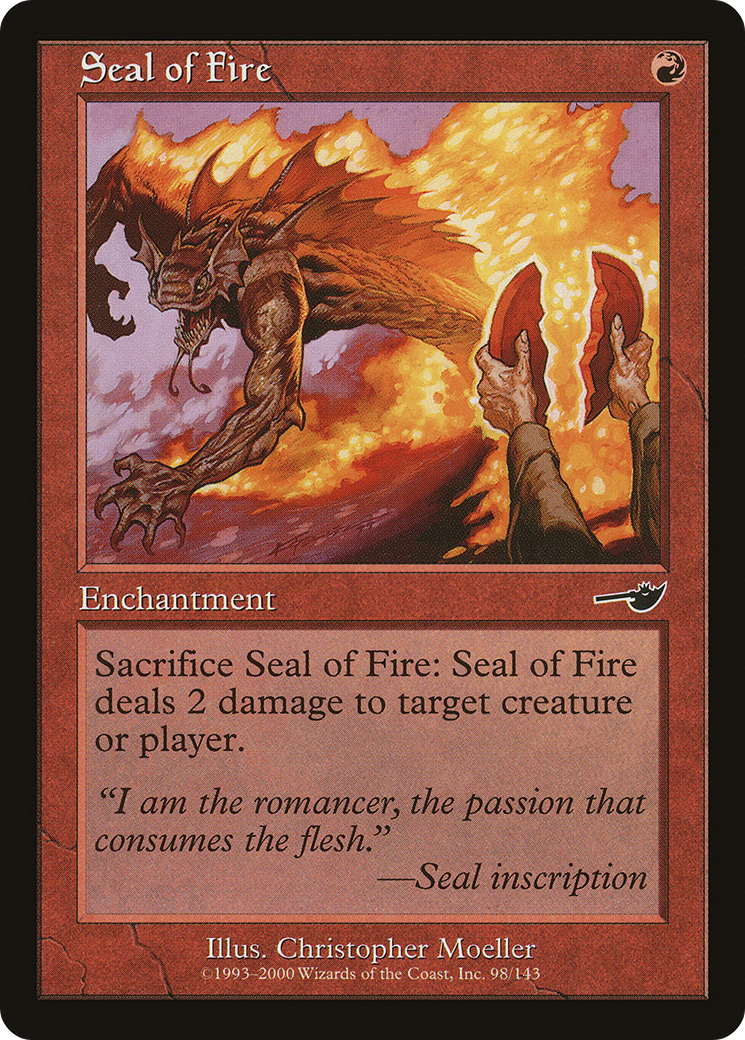 Seal of Fire
Enchantment
Sacrifice Seal of Fire: Seal of Fire
deals 2 damage to target creature
or player.
“I am the romancer, the passion that
consumes the flesh.”
—Seal inscription
Illus. Christopher Moeller
©1993–2000 Wizards of the Coast, Inc. 98/143